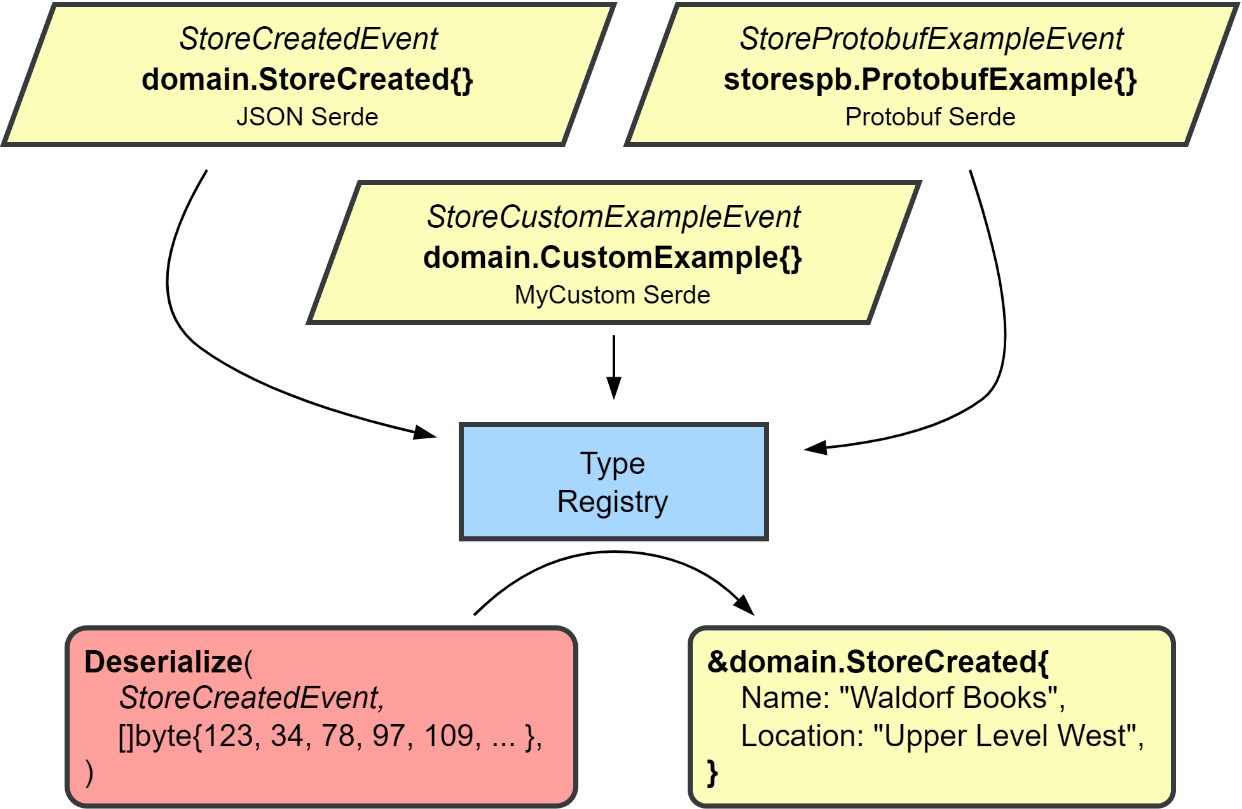 StoreCreatedEvent
domain.StoreCreated{}
JSON Serde
StoreProtobufExampleEvent
storespb.ProtobufExample{}
Protobuf Serde
StoreCustomExampleEvent
domain.CustomExample{}
MyCustom Serde
Type
Registry
Deserialize(
StoreCreatedEvent,
[]byte{123, 34, 78, 97, 109, ... },
)
&domain.StoreCreated{
Name: "Waldorf Books",
Location: "Upper Level West",
}